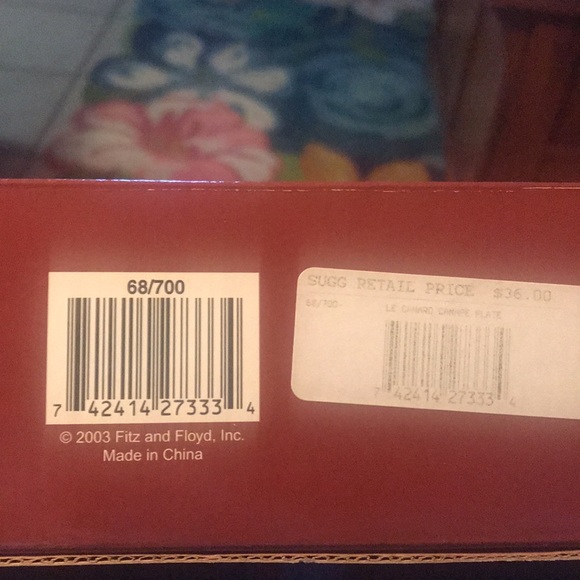 68/700
7 42414 27333 4
© 2003 Fitz and Floyd, Inc.
Made in China
SUGG RETAIL PRICE $36.00
68/700-
LE CANARD CANAPE PLATE
7 42414 27333 4